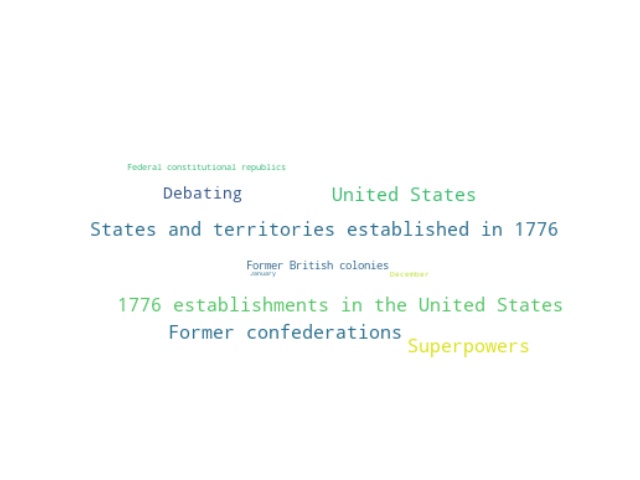 Federal constitutional republics
Debating
United States
States and territories established in 1776
Former British colonies
January
December
1776 establishments in the United States
Former confederations
Superpowers